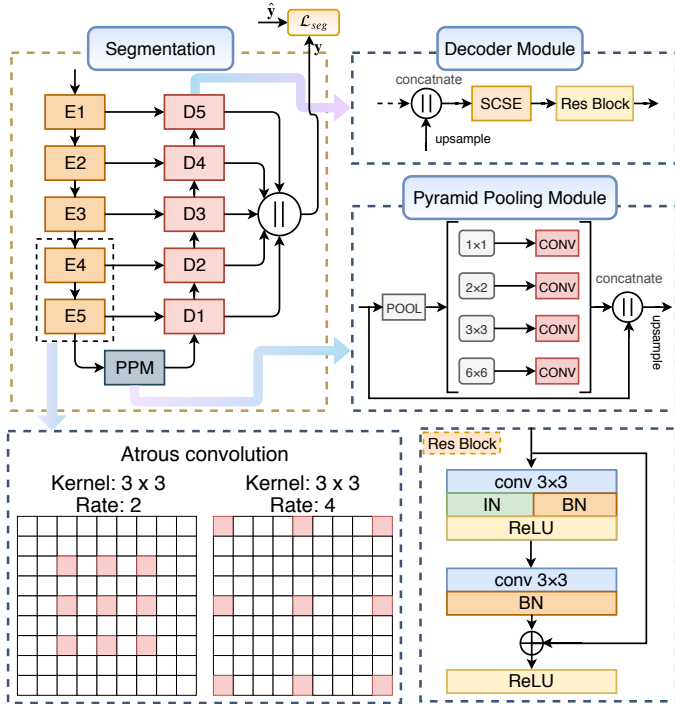 ŷ
ℒseg
y
Segmentation
E1
D5
E2
D4
E3
D3
||
E4
D2
E5
D1
PPM
Decoder Module
concatnate
||
SCSE
Res Block
upsample
Pyramid Pooling Module
POOL
1×1
CONV
2×2
CONV
3×3
CONV
6×6
CONV
concatnate
||
upsample
Atrous convolution
Kernel: 3 x 3
Rate: 2
Kernel: 3 x 3
Rate: 4
Res Block
conv 3×3
IN
BN
ReLU
conv 3×3
BN
ReLU